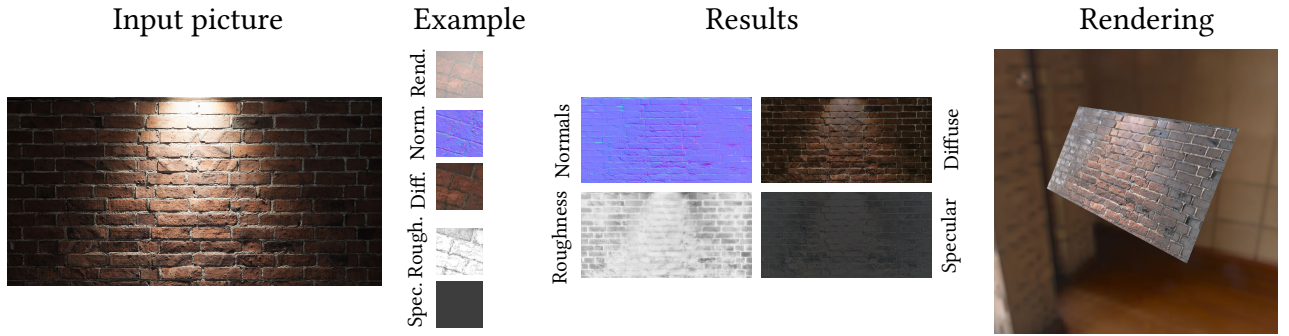 Input picture
Example
Results
Rendering
Rend.
Norm.
Diff.
Rough.
Spec.
Normals
Diffuse
Roughness
Specular